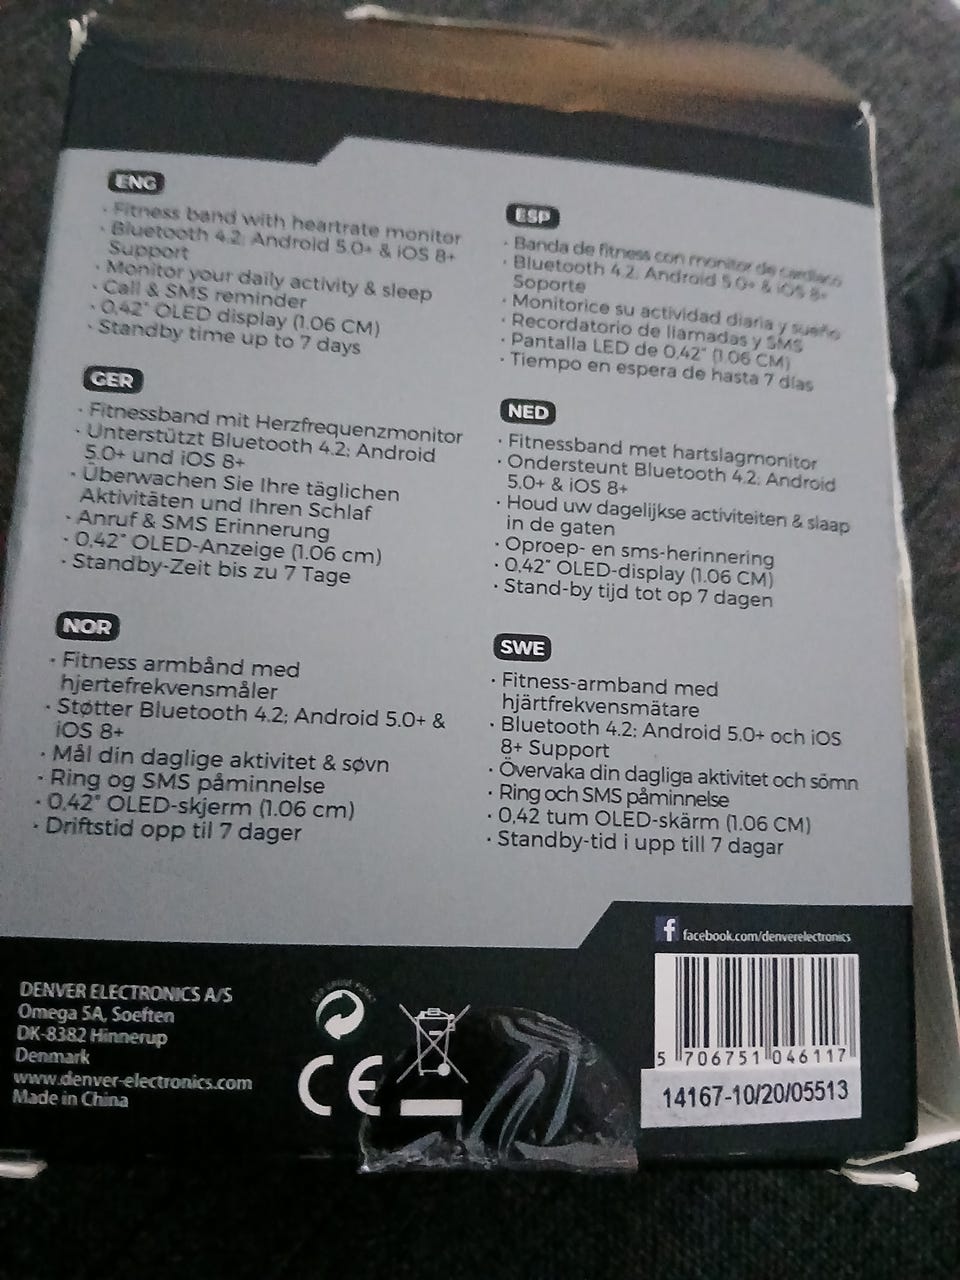 ENG
· Fitness band with heartrate monitor
· Bluetooth 4.2; Android 5.0+ & iOS 8+
Support
· Monitor your daily activity & sleep
· Call & SMS reminder
· 0,42" OLED display (1.06 CM)
· Standby time up to 7 days
GER
· Fitnessband mit Herzfrequenzmonitor
· Unterstützt Bluetooth 4.2; Android
5.0+ und iOS 8+
· Überwachen Sie Ihre täglichen
Aktivitäten und Ihren Schlaf
· Anruf & SMS Erinnerung
· 0,42" OLED-Anzeige (1.06 cm)
· Standby-Zeit bis zu 7 Tage
NOR
· Fitness armbånd med
hjertefrekvensmåler
· Støtter Bluetooth 4.2; Android 5.0+ &
iOS 8+
· Mål din daglige aktivitet & søvn
· Ring og SMS påminnelse
· 0,42" OLED-skjerm (1.06 cm)
· Driftstid opp til 7 dager
ESP
· Banda de fitness con monitor de cardíaco
· Bluetooth 4.2; Android 5.0+ & iOS 8+
Soporte
· Monitorice su actividad diaria y sueño
· Recordatorio de llamadas y SMS
· Pantalla LED de 0,42" (1.06 CM)
· Tiempo en espera de hasta 7 días
NED
· Fitnessband met hartslagmonitor
· Ondersteunt Bluetooth 4.2; Android
5.0+ & iOS 8+
· Houd uw dagelijkse activiteiten & slaap
in de gaten
· Oproep- en sms-herinnering
· 0,42" OLED-display (1.06 CM)
· Stand-by tijd tot op 7 dagen
SWE
· Fitness-armband med
hjärtfrekvensmätare
· Bluetooth 4.2; Android 5.0+ och iOS
8+ Support
· Övervaka din dagliga aktivitet och sömn
· Ring och SMS påminnelse
· 0,42 tum OLED-skärm (1.06 CM)
· Standby-tid i upp till 7 dagar
f facebook.com/denverelectronics
DENVER ELECTRONICS A/S
Omega 5A, Soeften
DK-8382 Hinnerup
Denmark
www.denver-electronics.com
Made in China
CE
5 706751 046117
14167-10/20/05513